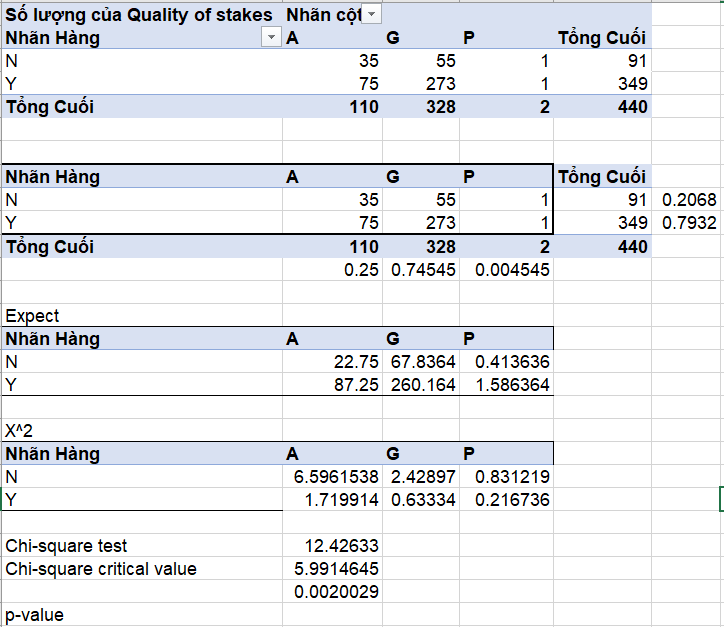 Số lượng của Quality of stakes Nhãn cột
Nhãn Hàng A G P Tổng Cuối
N 35 55 1 91
Y 75 273 1 349
Tổng Cuối 110 328 2 440
Nhãn Hàng A G P Tổng Cuối
N 35 55 1 91 0.2068
Y 75 273 1 349 0.7932
Tổng Cuối 110 328 2 440
0.25 0.74545 0.004545
Expect
Nhãn Hàng A G P
N 22.75 67.8364 0.413636
Y 87.25 260.164 1.586364
X^2
Nhãn Hàng A G P
N 6.5961538 2.42897 0.831219
Y 1.719914 0.63334 0.216736
Chi-square test 12.42633
Chi-square critical value 5.9914645
0.0020029
p-value